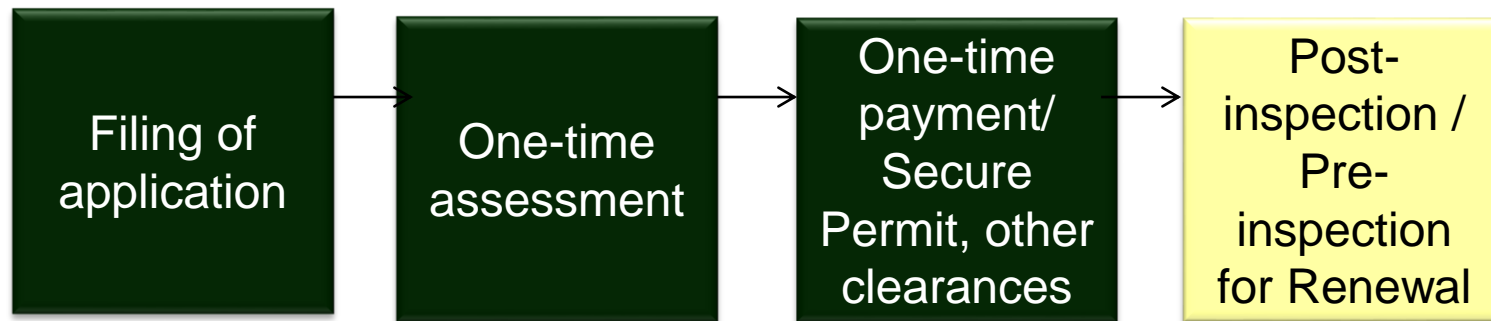 Filing of
application
One-time
assessment
One-time
payment/
Secure
Permit, other
clearances
Post-
inspection /
Pre-
inspection
for Renewal